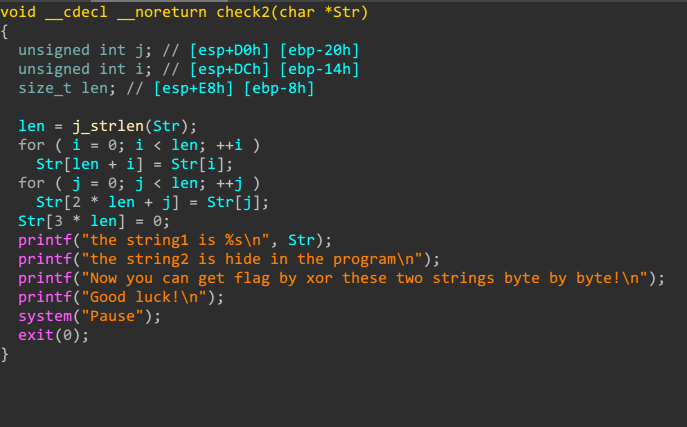 void __cdecl __noreturn check2(char *Str)
{
  unsigned int j; // [esp+D0h] [ebp-20h]
  unsigned int i; // [esp+DCh] [ebp-14h]
  size_t len; // [esp+E8h] [ebp-8h]

  len = j_strlen(Str);
  for ( i = 0; i < len; ++i )
    Str[len + i] = Str[i];
  for ( j = 0; j < len; ++j )
    Str[2 * len + j] = Str[j];
  Str[3 * len] = 0;
  printf("the string1 is %s\n", Str);
  printf("the string2 is hide in the program\n");
  printf("Now you can get flag by xor these two strings byte by byte!\n");
  printf("Good luck!\n");
  system("Pause");
  exit(0);
}